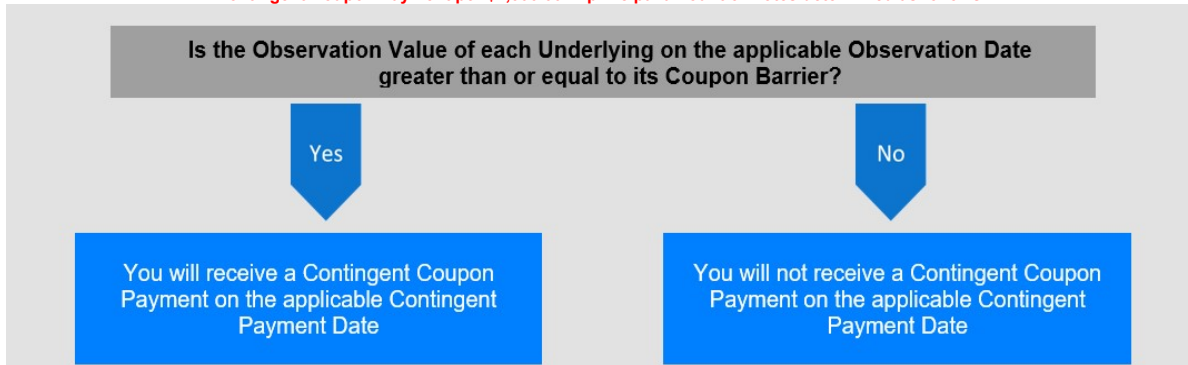 Is the Observation Value of each Underlying on the applicable Observation Date
greater than or equal to its Coupon Barrier?
Yes
No
You will receive a Contingent Coupon
Payment on the applicable Contingent
Payment Date
You will not receive a Contingent Coupon
Payment on the applicable Contingent
Payment Date